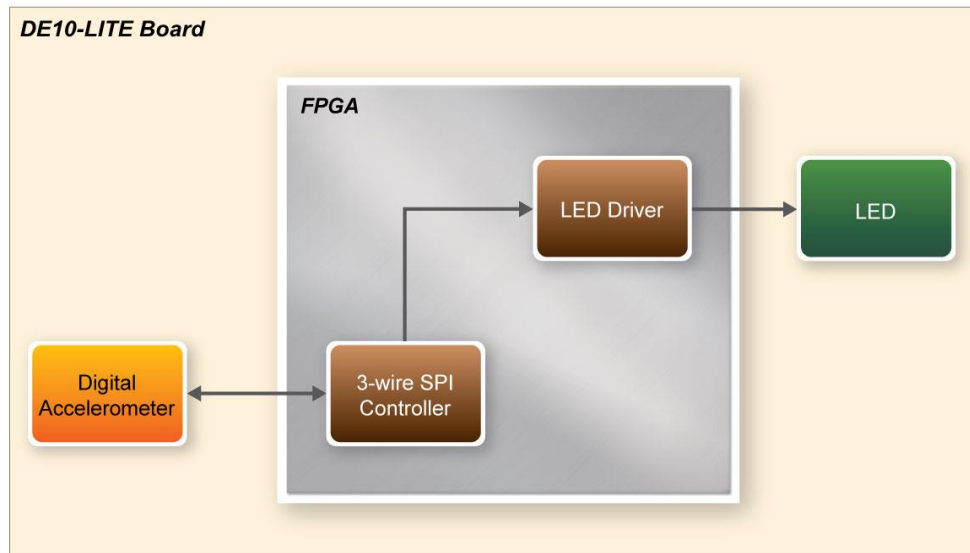 DE10-LITE Board
FPGA
LED Driver
LED
Digital
Accelerometer
3-wire SPI
Controller